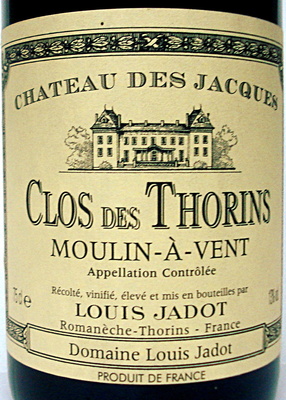 CHATEAU DES JACQUES
CLOS DES THORINS
MOULIN-À-VENT
Appellation Contrôlée
75cl e
Récolté, vinifié, élevé et mis en bouteilles par
LOUIS JADOT
Romanèche-Thorins - France
Domaine Louis Jadot
PRODUIT DE FRANCE